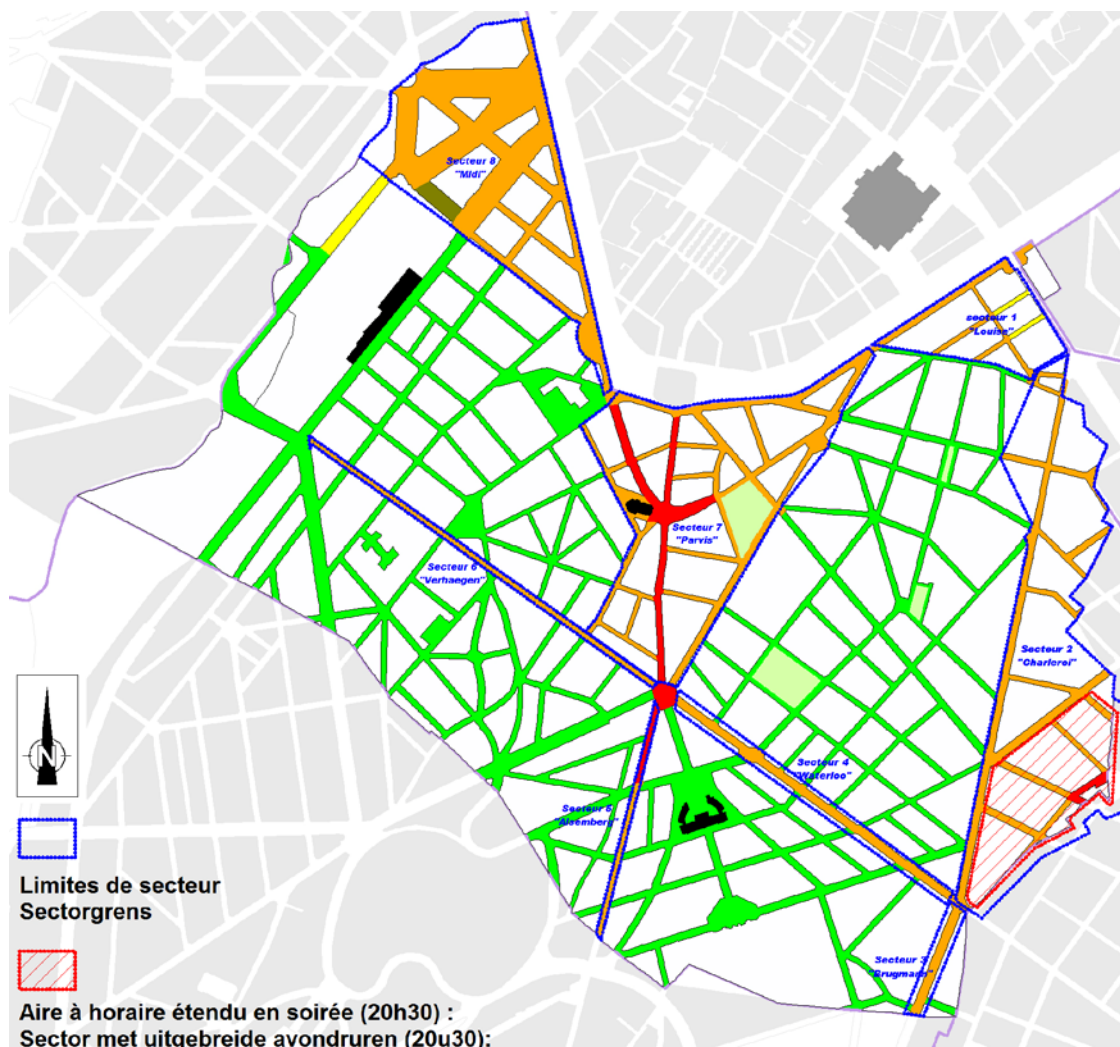 Secteur 8
"Midi"
secteur 1
"Louise"
Secteur 7
"Parvis"
Secteur 6
"Verhaegen"
Secteur 2
"Charleroi"
Secteur 4
"Waterloo"
Secteur 5
"Alsemberg"
Secteur 3
"Brugmann"
N
Limites de secteur
Sectorgrens
Aire à horaire étendu en soirée (20h30) :
Sector met uitgebreide avondruren (20u30):